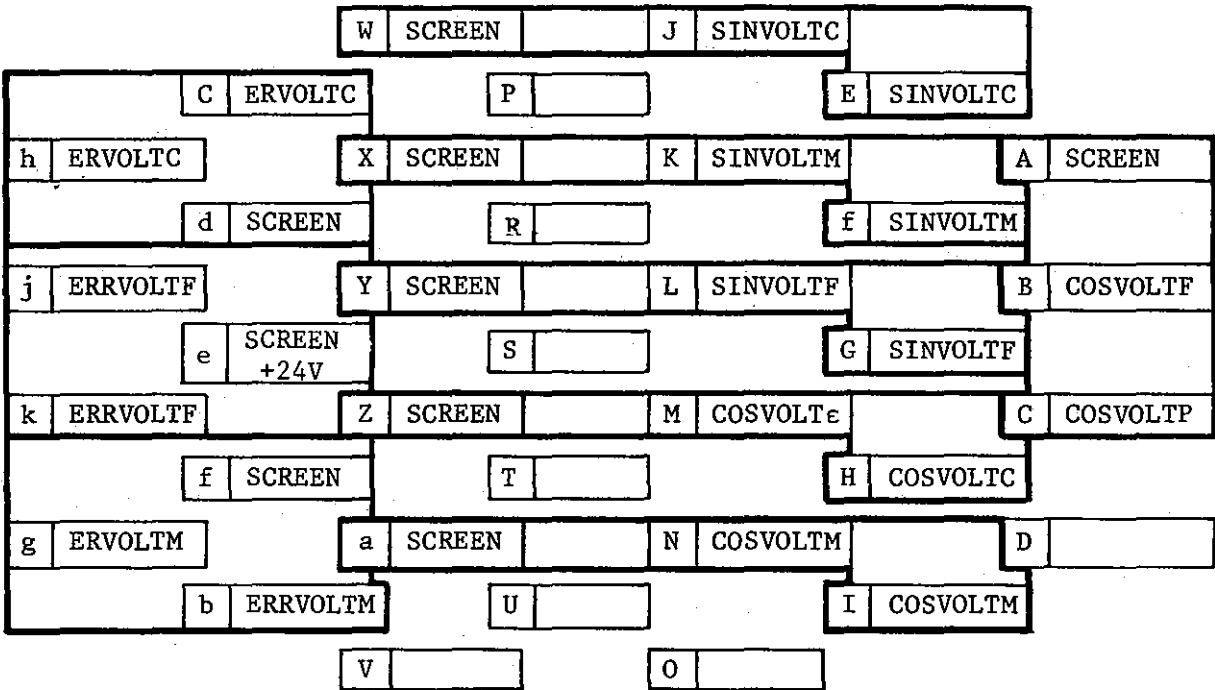 W SCREEN J SINVOLTC
C ERVOLTC P E SINVOLTC
h ERVOLTC X SCREEN K SINVOLTM A SCREEN
d SCREEN R f SINVOLTM
j ERRVOLTF Y SCREEN L SINVOLTF B COSVOLTF
e SCREEN S G SINVOLTF
+24V
k ERRVOLTF Z SCREEN M COSVOLTε C COSVOLTP
f SCREEN T H COSVOLTC
g ERVOLTM a SCREEN N COSVOLTM D
b ERRVOLTM U I COSVOLTM
V O